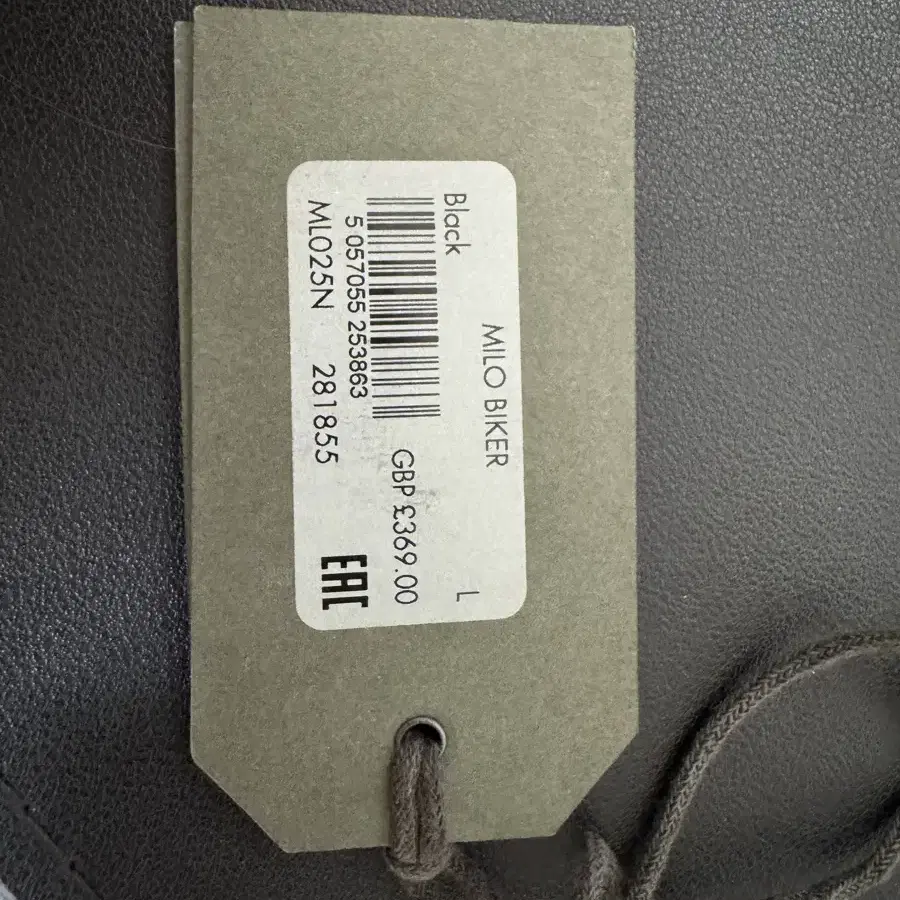 MILO BIKER
Black L
GBP £369.00
5 057055 253863
ML025N 281855
EAC